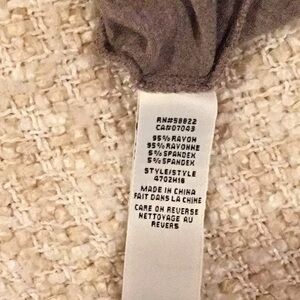 RN#58822
CA#07043
95% RAYON
95% RAYONNE
5% SPANDEX
5% SPANDEX
STYLE/STYLE
4702W16
MADE IN CHINA
FAIT DANS LA CHINE
CARE ON REVERSE
NETTOYAGE AU
REVERS